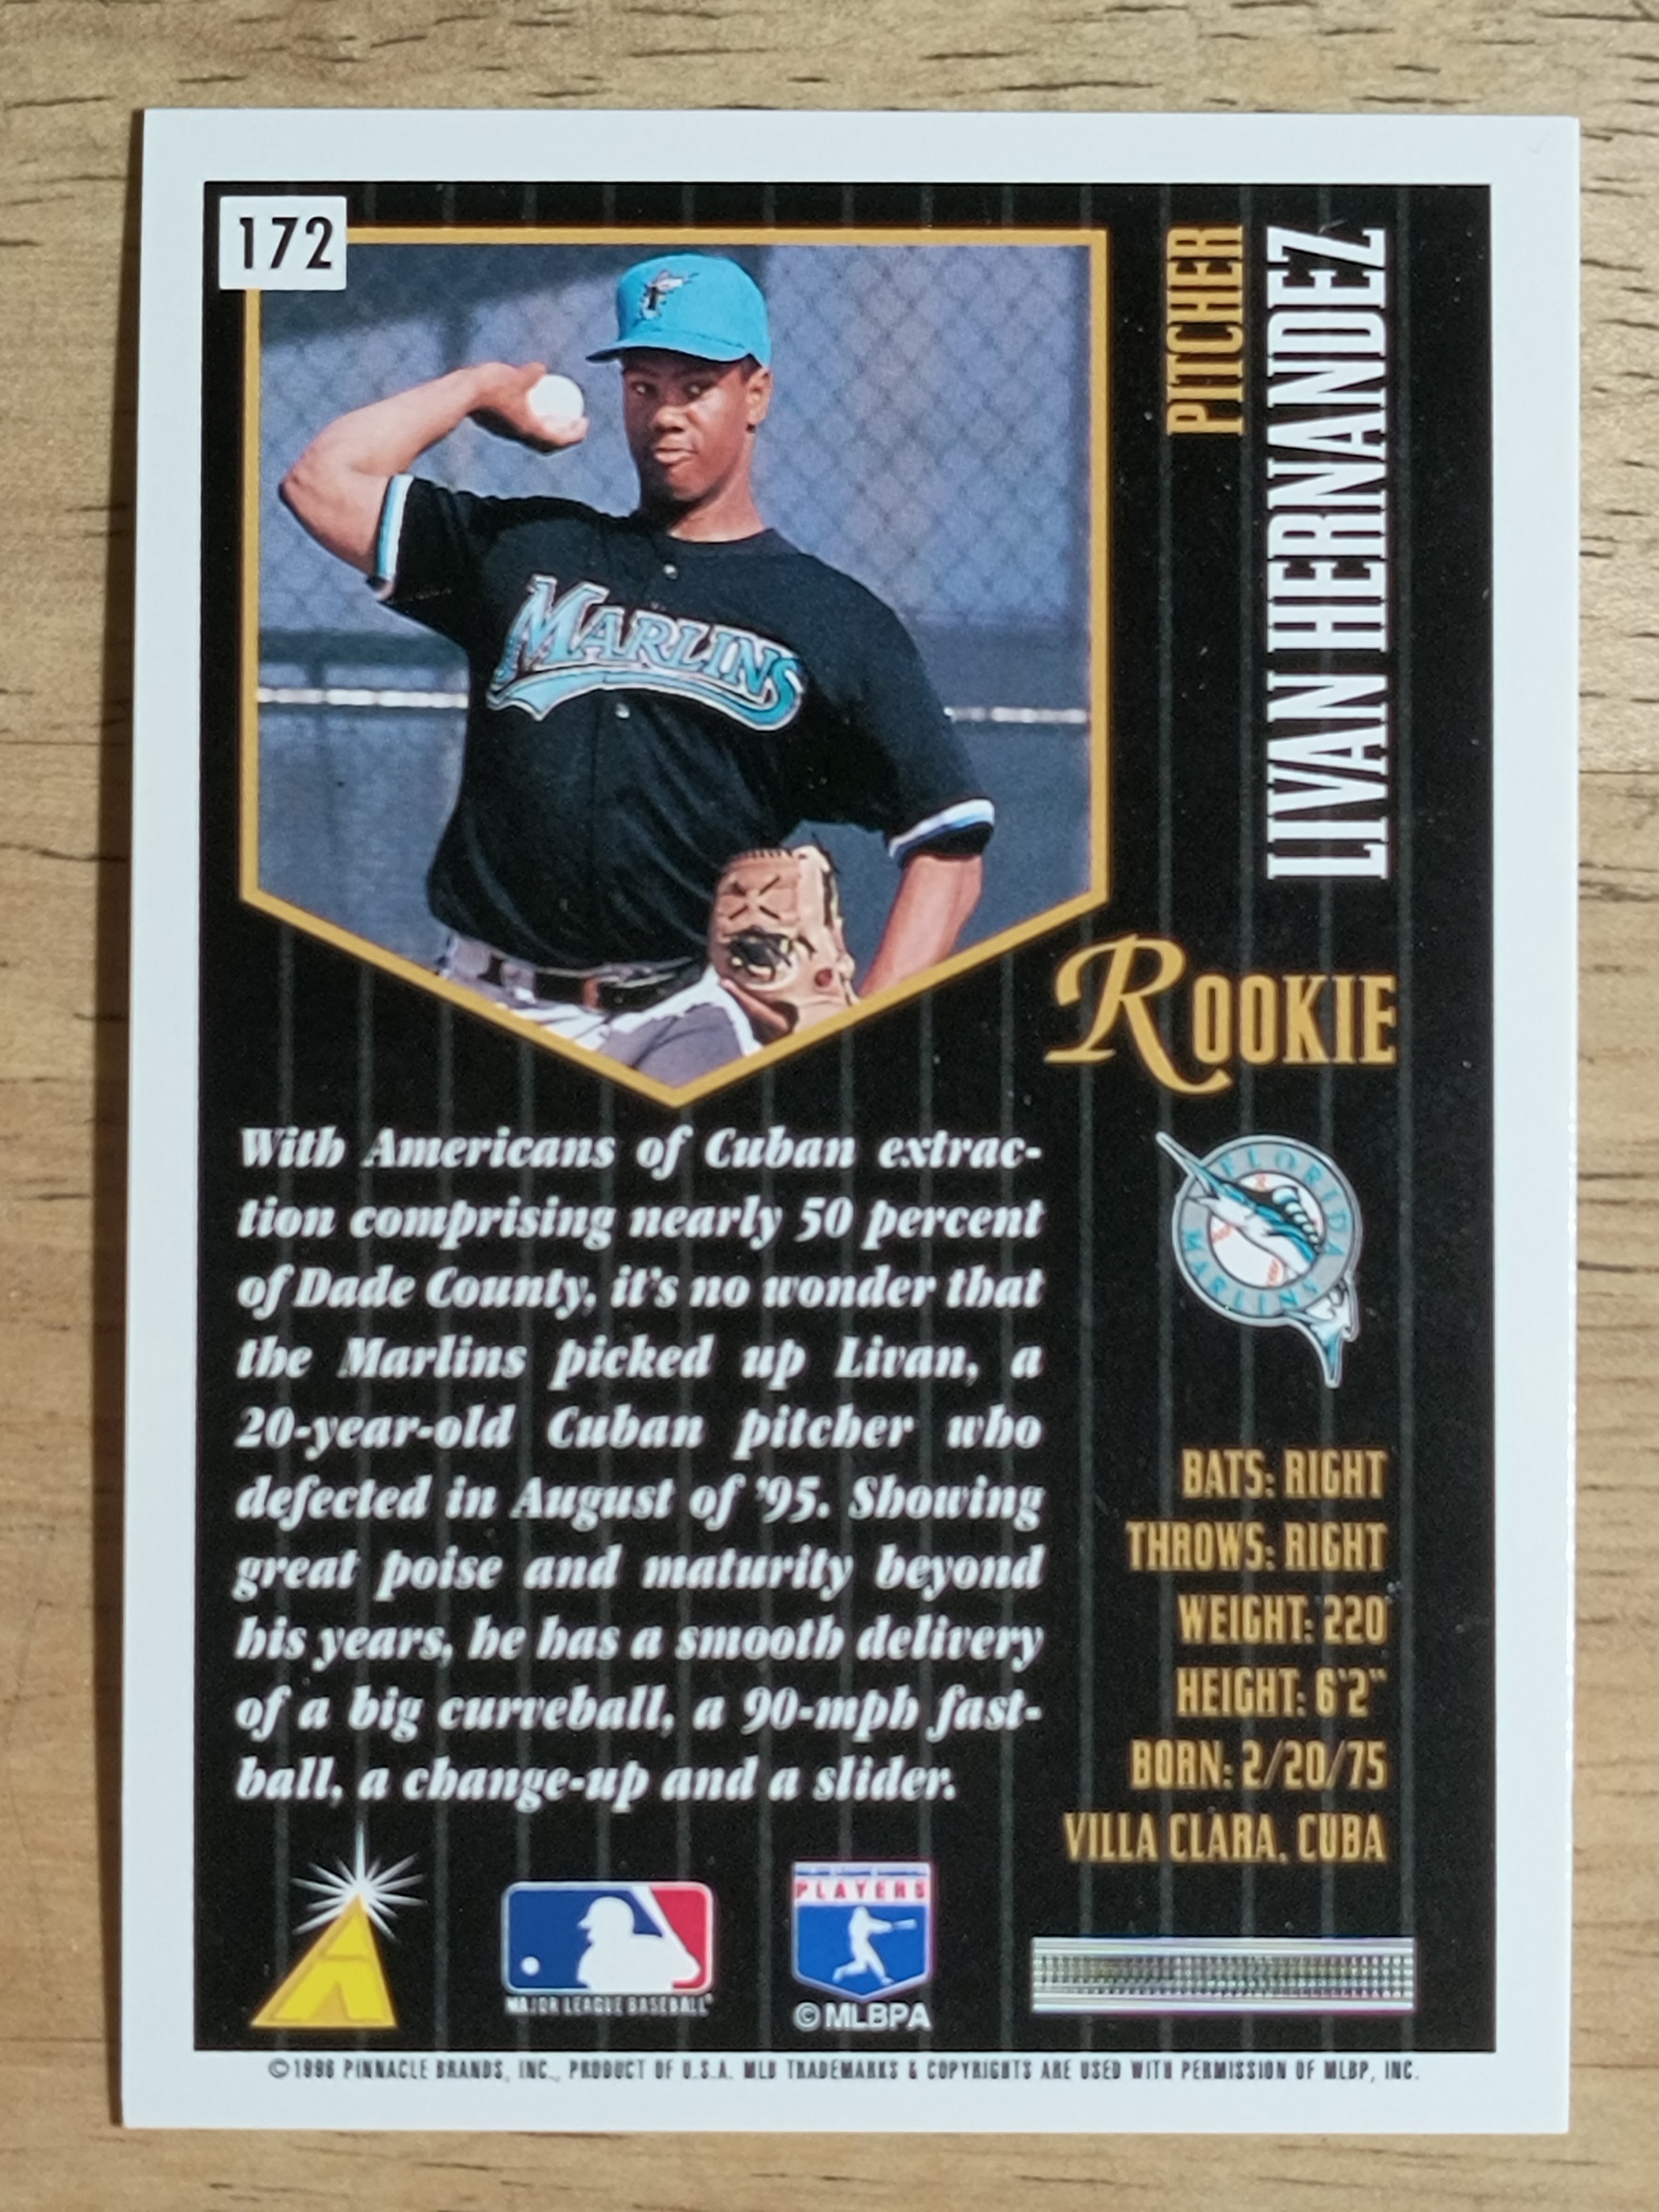 172
PITCHER
LIVAN HERNANDEZ
MARLINS
ROOKIE
With Americans of Cuban extrac-
tion comprising nearly 50 percent
of Dade County, it's no wonder that
the Marlins picked up Livan, a
20-year-old Cuban pitcher who
defected in August of '95. Showing
great poise and maturity beyond
his years, he has a smooth delivery
of a big curveball, a 90-mph fast-
ball, a change-up and a slider.
FLORIDA
MARLINS
BATS: RIGHT
THROWS: RIGHT
WEIGHT: 220
HEIGHT: 6'2"
BORN: 2/20/75
VILLA CLARA, CUBA
MAJOR LEAGUE BASEBALL
PLAYERS
© MLBPA
©1996 PINNACLE BRANDS, INC., PRODUCT OF U.S.A. MLB TRADEMARKS & COPYRIGHTS ARE USED WITH PERMISSION OF MLBP, INC.